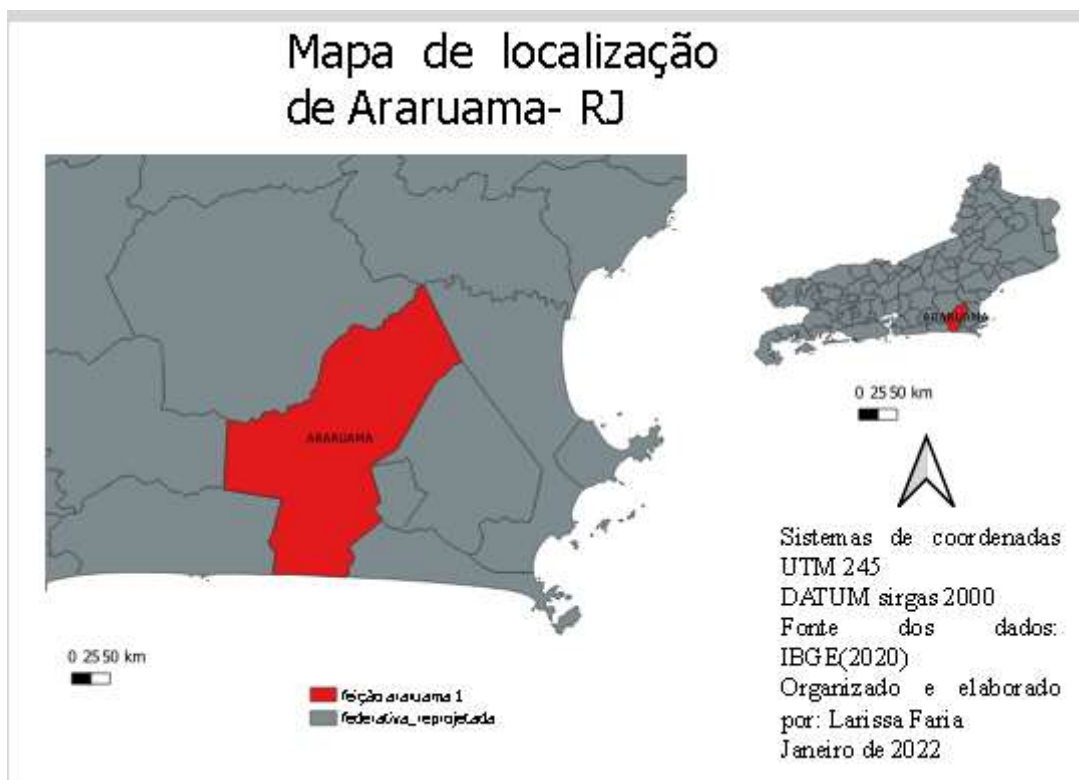 Mapa de localização
de Araruama- RJ
ARARUAMA
ARARUAMA
0 25 50 km
0 25 50 km
feição araruama 1
federativa_reprojetada
Sistemas de coordenadas
UTM 245
DATUM sirgas 2000
Fonte dos dados:
IBGE(2020)
Organizado e elaborado
por: Larissa Faria
Janeiro de 2022